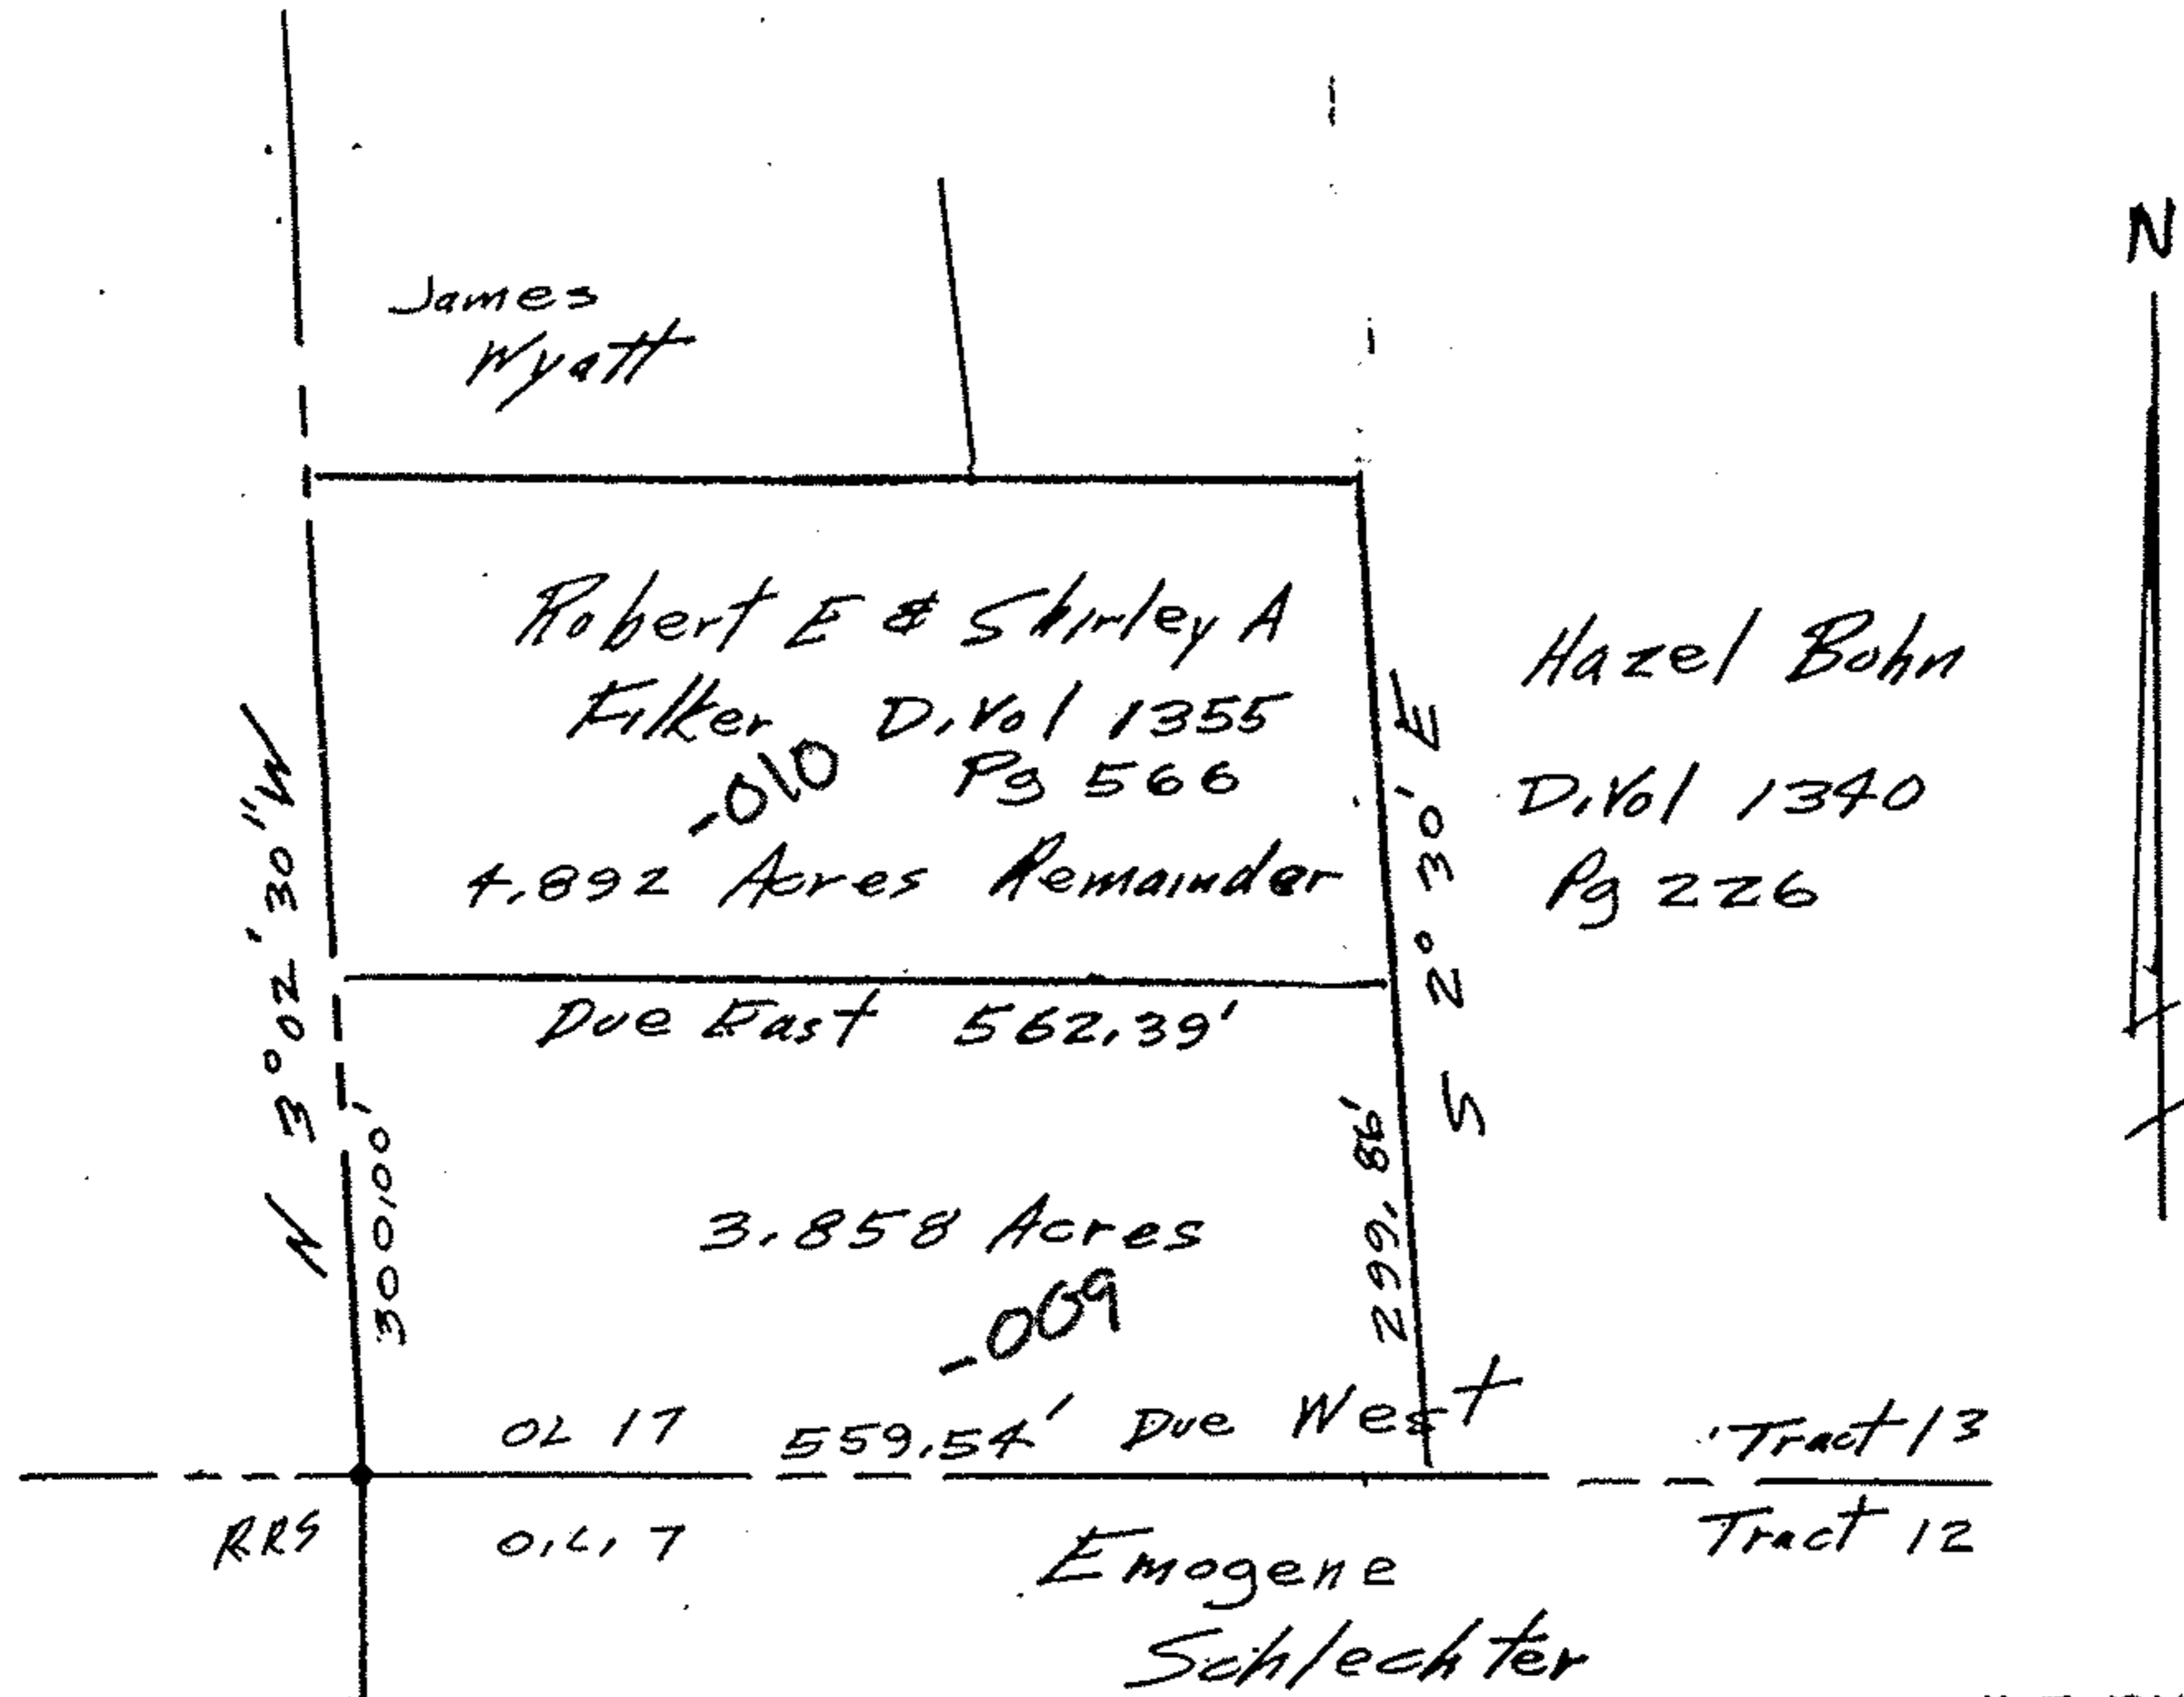 N
James
Wyatt
Robert E & Shirley A
Filker D.Vol 1355
Pg 566
-010
4.892 Acres Remainder
Hazel Bohn
D.Vol 1340
Pg 226
N 3°02'30"W
S 2°30'E
Due East 562.39'
300.00'
299.86'
3.858 Acres
-009
OL 17 559.54' Due West
Tract 13
RRS
O.L. 7
Tract 12
Emogene
Schlechter